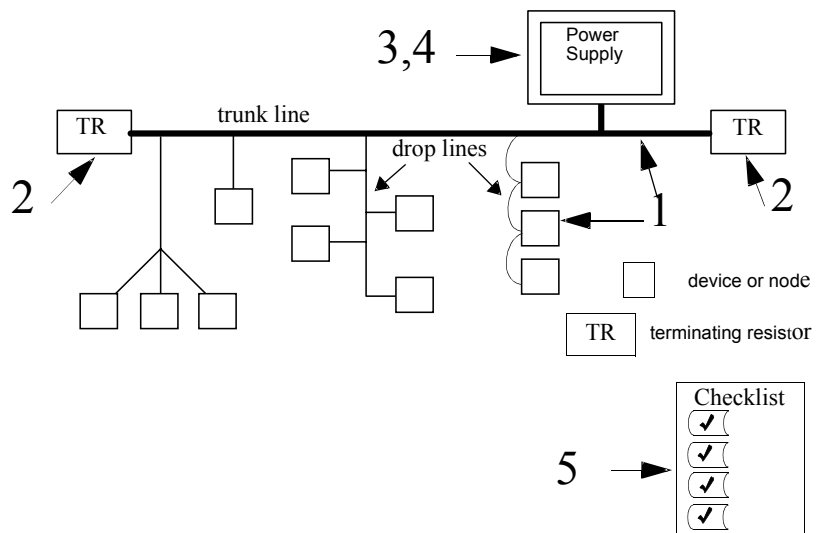 3,4
Power
Supply
TR
trunk line
TR
drop lines
2
1
2
device or node
TR
terminating resistor
Checklist
5